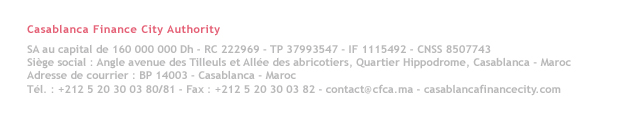 Casablanca Finance City Authority
SA au capital de 160 000 000 Dh - RC 222969 - TP 37993547 - IF 1115492 - CNSS 8507743
Siège social : Angle avenue des Tilleuls et Allée des abricotiers, Quartier Hippodrome, Casablanca - Maroc
Adresse de courrier : BP 14003 - Casablanca - Maroc
Tél. : +212 5 20 30 03 80/81 - Fax : +212 5 20 30 03 82 - contact@cfca.ma - casablancafinancecity.com